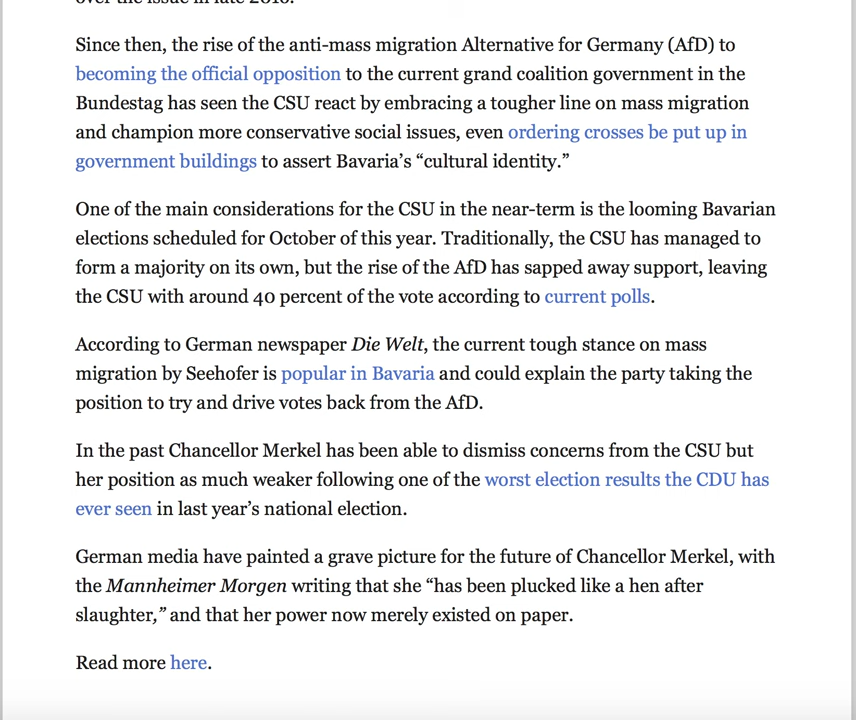 over the issue in late 2016.
Since then, the rise of the anti-mass migration Alternative for Germany (AfD) to
becoming the official opposition to the current grand coalition government in the
Bundestag has seen the CSU react by embracing a tougher line on mass migration
and champion more conservative social issues, even ordering crosses be put up in
government buildings to assert Bavaria’s “cultural identity.”
One of the main considerations for the CSU in the near-term is the looming Bavarian
elections scheduled for October of this year. Traditionally, the CSU has managed to
form a majority on its own, but the rise of the AfD has sapped away support, leaving
the CSU with around 40 percent of the vote according to current polls.
According to German newspaper Die Welt, the current tough stance on mass
migration by Seehofer is popular in Bavaria and could explain the party taking the
position to try and drive votes back from the AfD.
In the past Chancellor Merkel has been able to dismiss concerns from the CSU but
her position as much weaker following one of the worst election results the CDU has
ever seen in last year’s national election.
German media have painted a grave picture for the future of Chancellor Merkel, with
the Mannheimer Morgen writing that she “has been plucked like a hen after
slaughter,” and that her power now merely existed on paper.
Read more here.